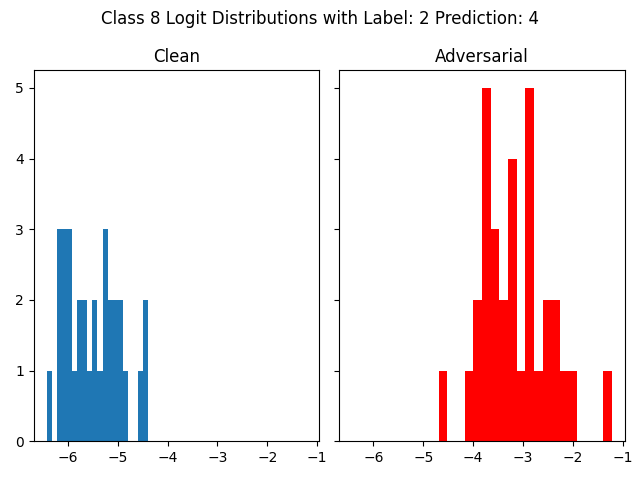 Class 8 Logit Distributions with Label: 2 Prediction: 4
Clean
Adversarial
5
4
3
2
1
0
−6 −5 −4 −3 −2 −1
−6 −5 −4 −3 −2 −1